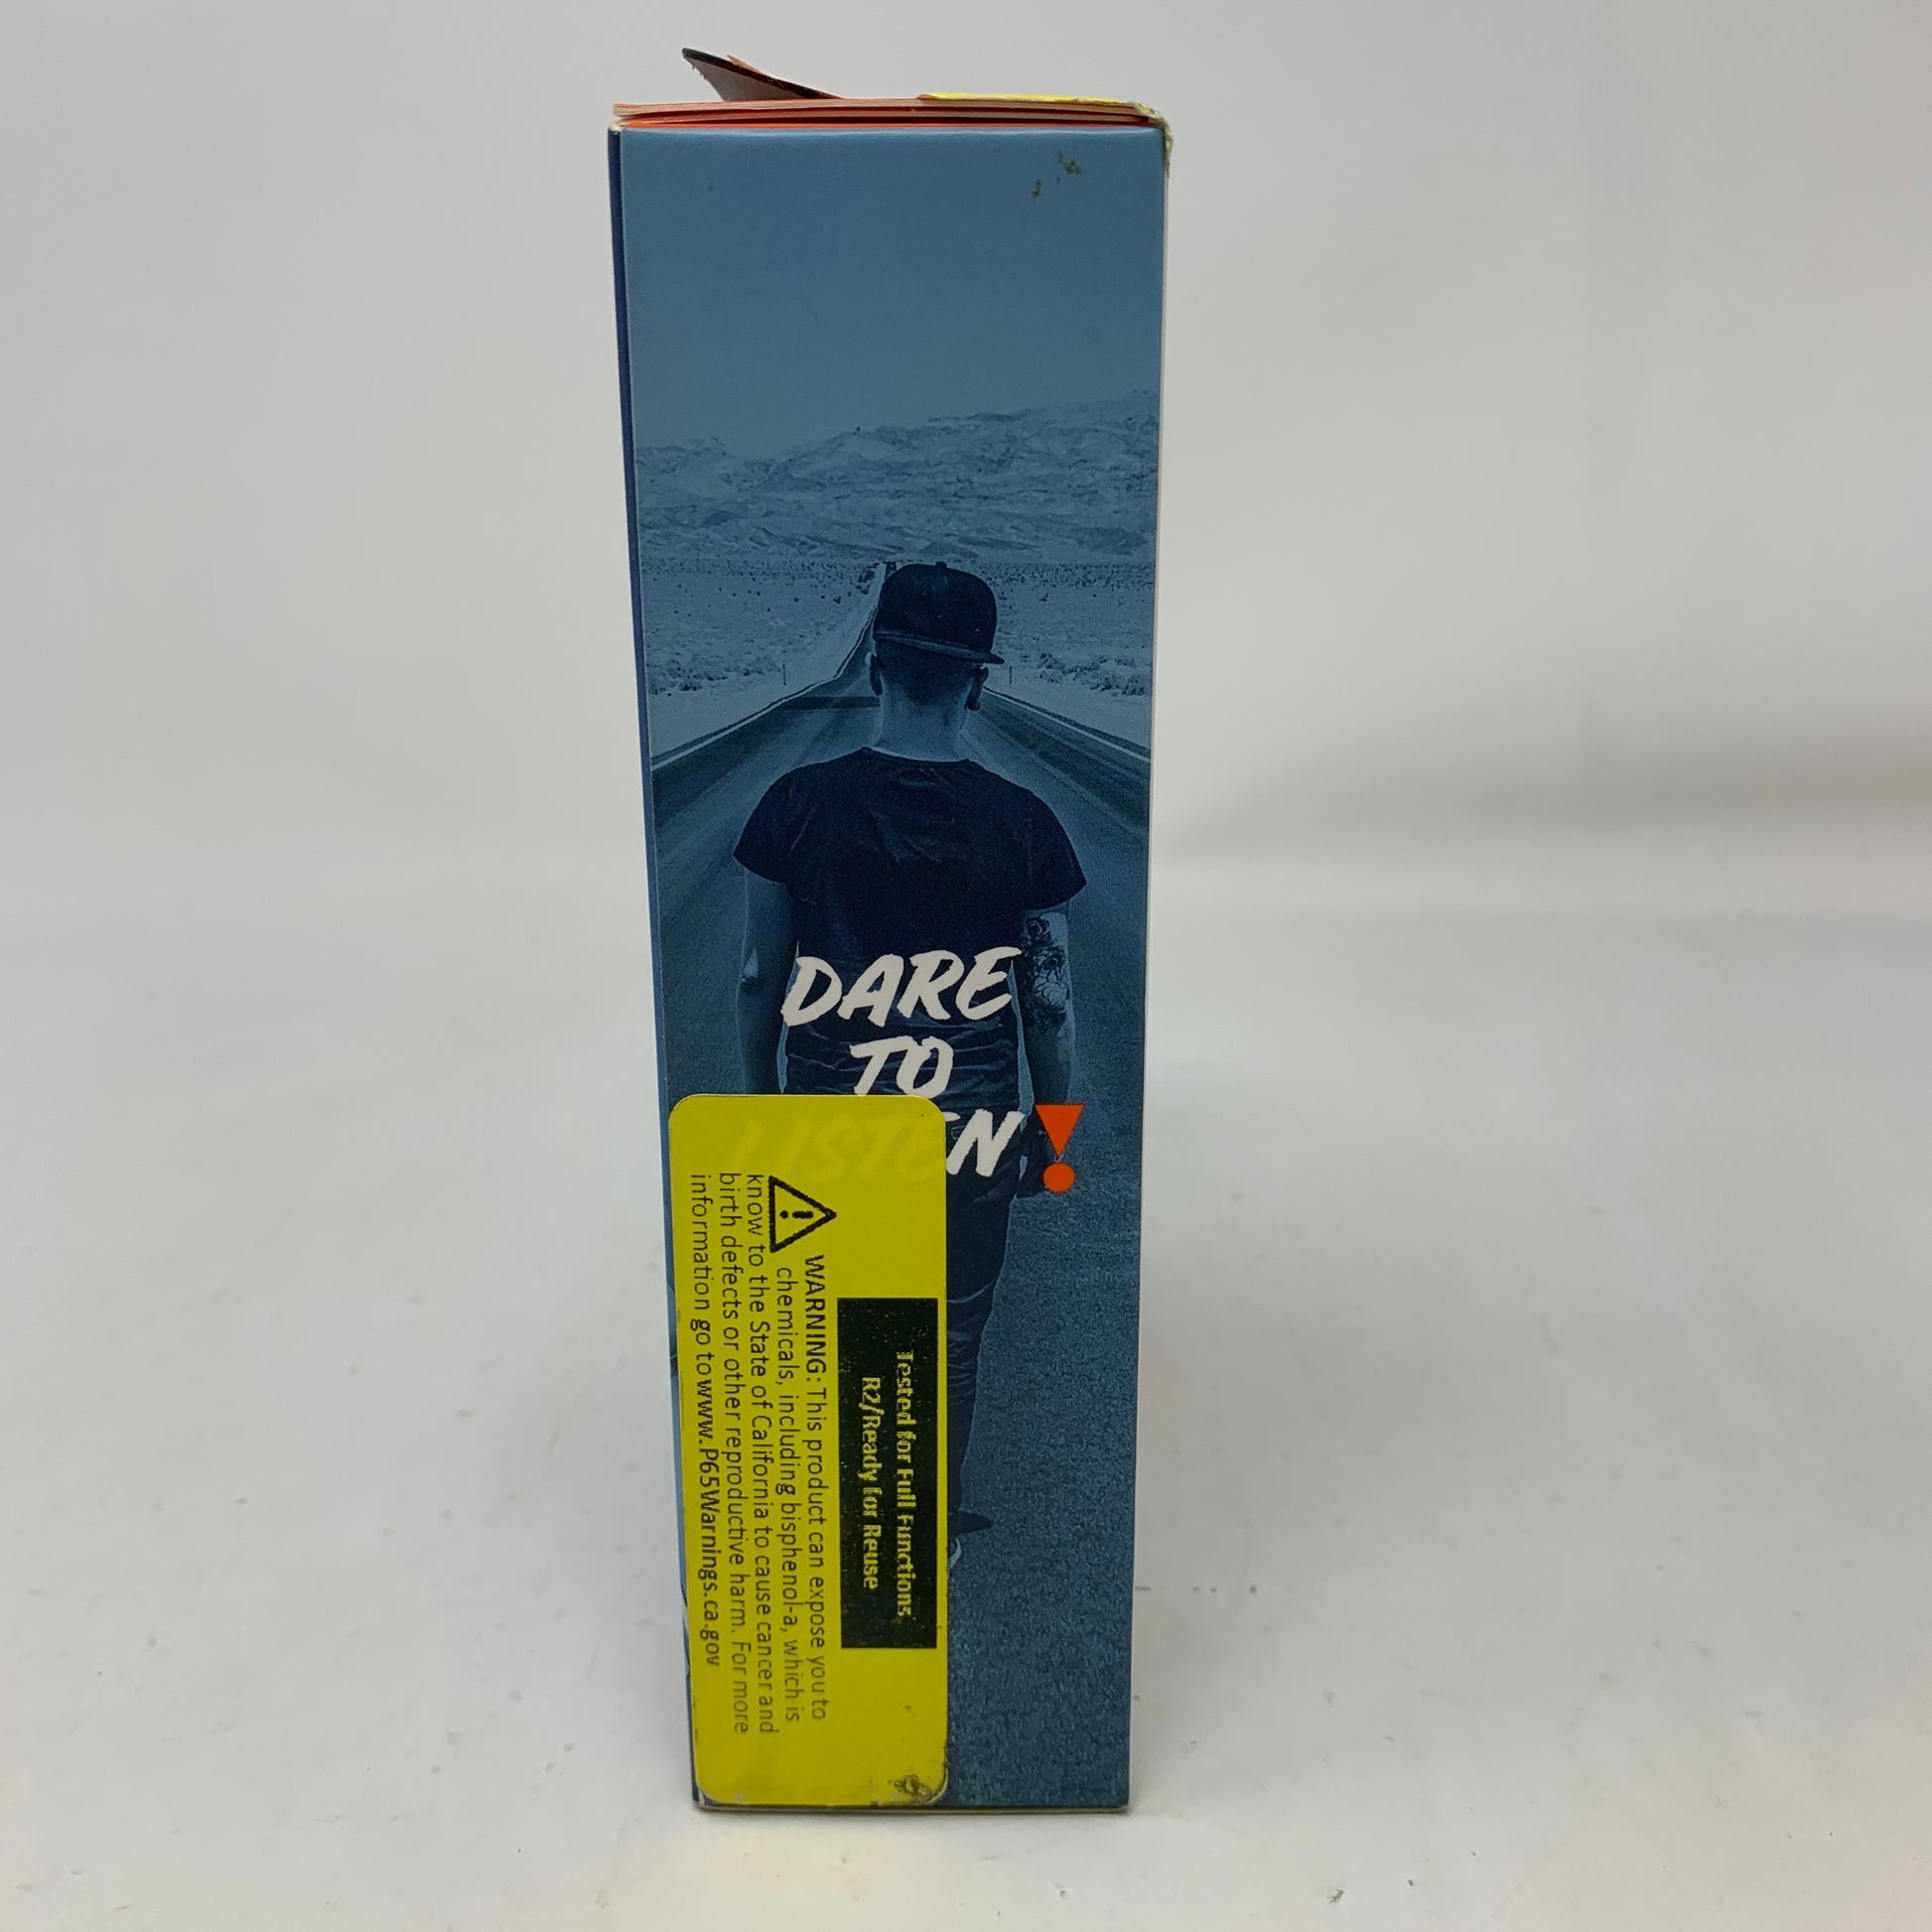 DARE
TO
LISTEN
Tested for Full Functions,
R2/Ready for Reuse
WARNING: This product can expose you to
chemicals, including bisphenol-a, which is
know to the State of California to cause cancer and
birth defects or other reproductive harm. For more
information go to www.P65Warnings.ca.gov